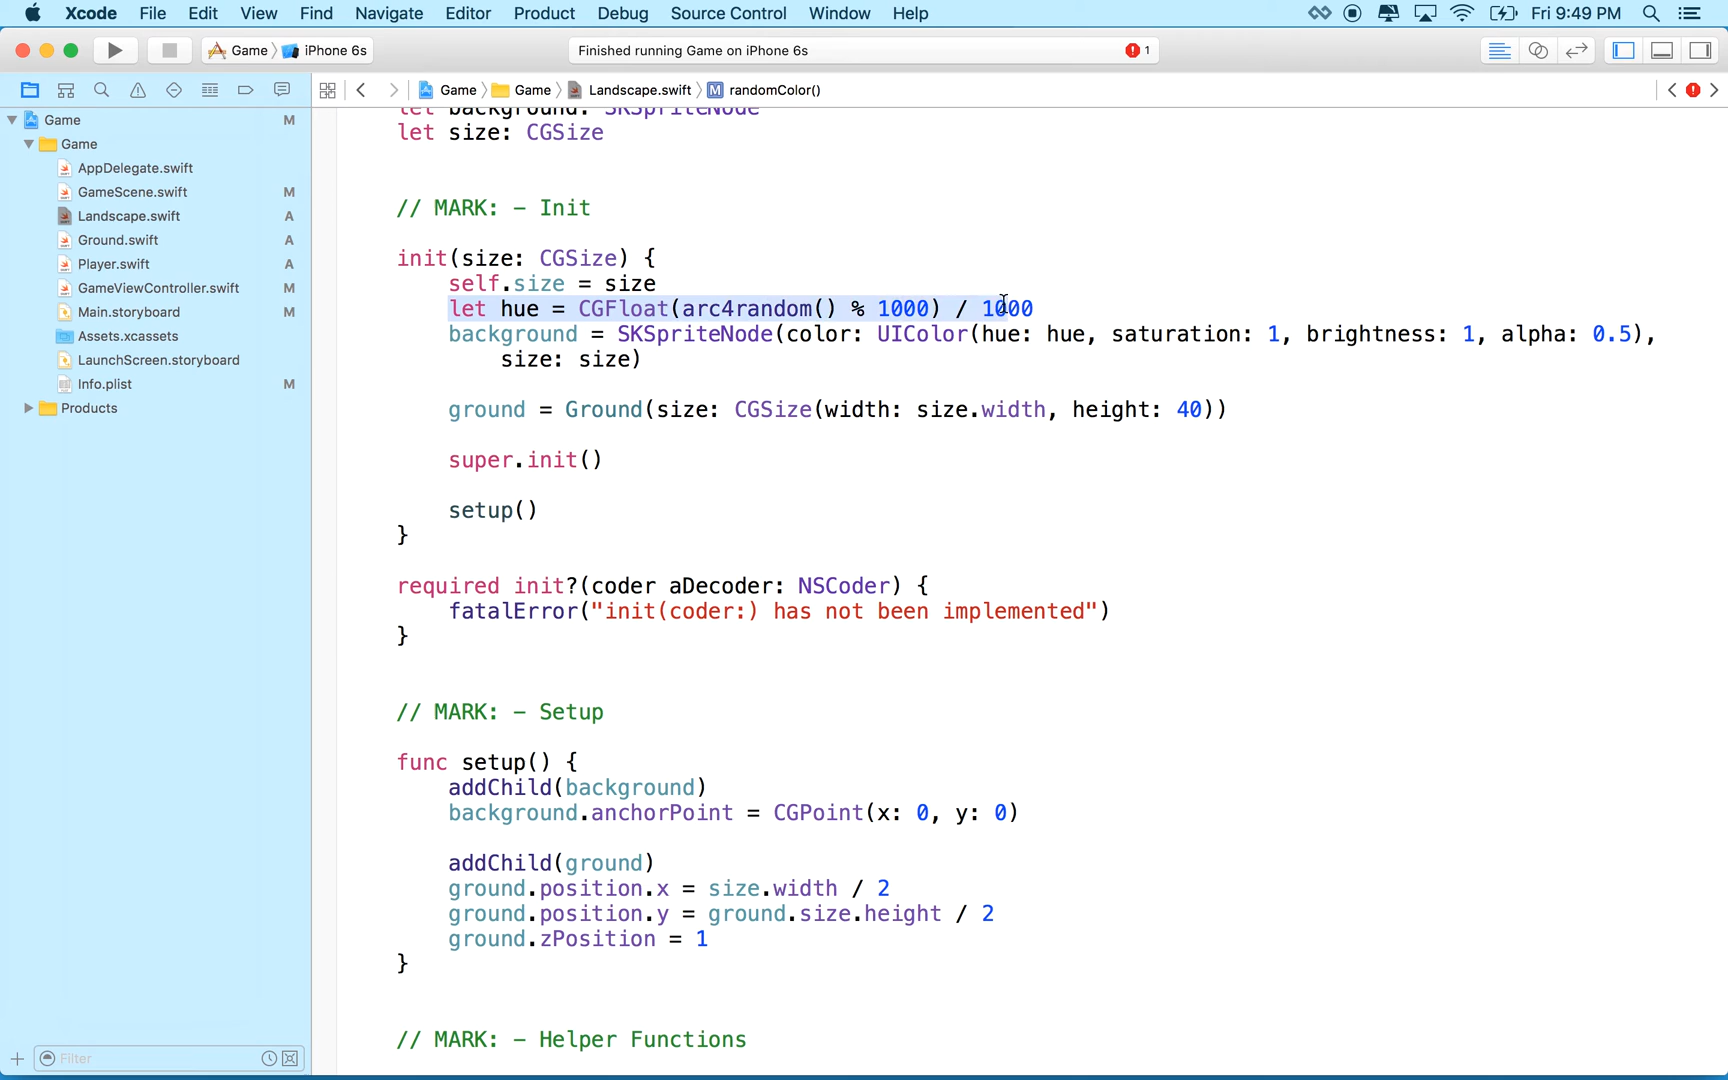 Xcode File Edit View Find Navigate Editor Product Debug Source Control Window Help Fri 9:49 PM
Game iPhone 6s Finished running Game on iPhone 6s 1
Game Game Landscape.swift M randomColor()
Game M
Game
AppDelegate.swift
GameScene.swift M
Landscape.swift A
Ground.swift A
Player.swift A
GameViewController.swift M
Main.storyboard M
Assets.xcassets
LaunchScreen.storyboard
Info.plist M
Products
Filter
let background: SKSpriteNode
let size: CGSize
// MARK: - Init
init(size: CGSize) {
self.size = size
let hue = CGFloat(arc4random() % 1000) / 1000
background = SKSpriteNode(color: UIColor(hue: hue, saturation: 1, brightness: 1, alpha: 0.5),
size: size)
ground = Ground(size: CGSize(width: size.width, height: 40))
super.init()
setup()
}
required init?(coder aDecoder: NSCoder) {
fatalError("init(coder:) has not been implemented")
}
// MARK: - Setup
func setup() {
addChild(background)
background.anchorPoint = CGPoint(x: 0, y: 0)
addChild(ground)
ground.position.x = size.width / 2
ground.position.y = ground.size.height / 2
ground.zPosition = 1
}
// MARK: - Helper Functions